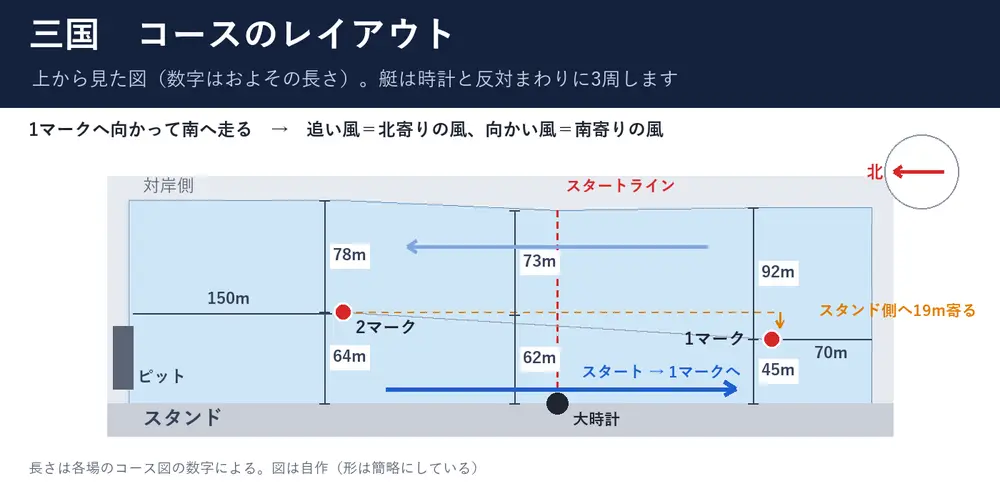 三国　コースのレイアウト
上から見た図（数字はおよその長さ）。艇は時計と反対まわりに3周します
1マークへ向かって南へ走る　→　追い風＝北寄りの風、向かい風＝南寄りの風
北
対岸側
スタートライン
78m
73m
92m
150m
スタンド側へ19m寄る
2マーク
1マーク
70m
64m
62m
45m
スタート → 1マークへ
ピット
スタンド
大時計
長さは各場のコース図の数字による。図は自作（形は簡略にしている）